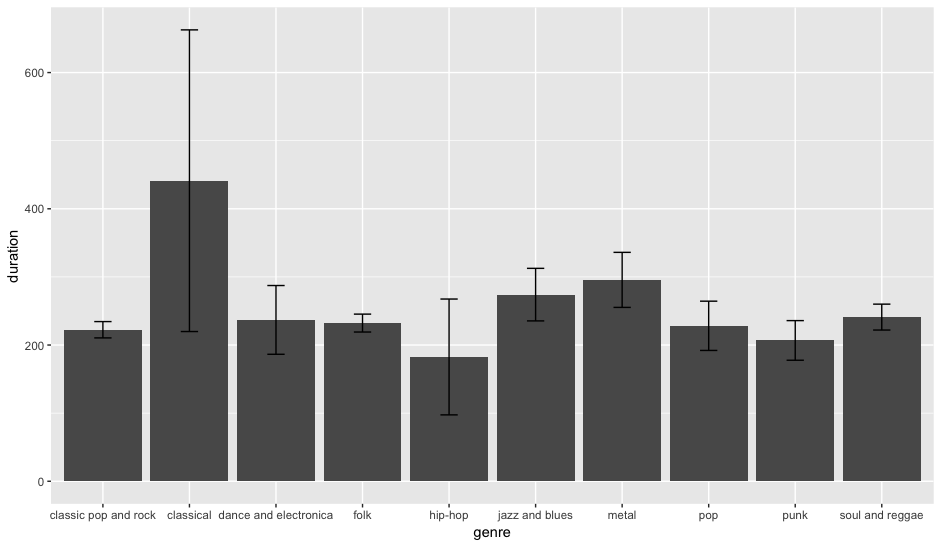 600
400
200
0
duration
classic pop and rock classical dance and electronica folk hip-hop jazz and blues metal pop punk soul and reggae
genre